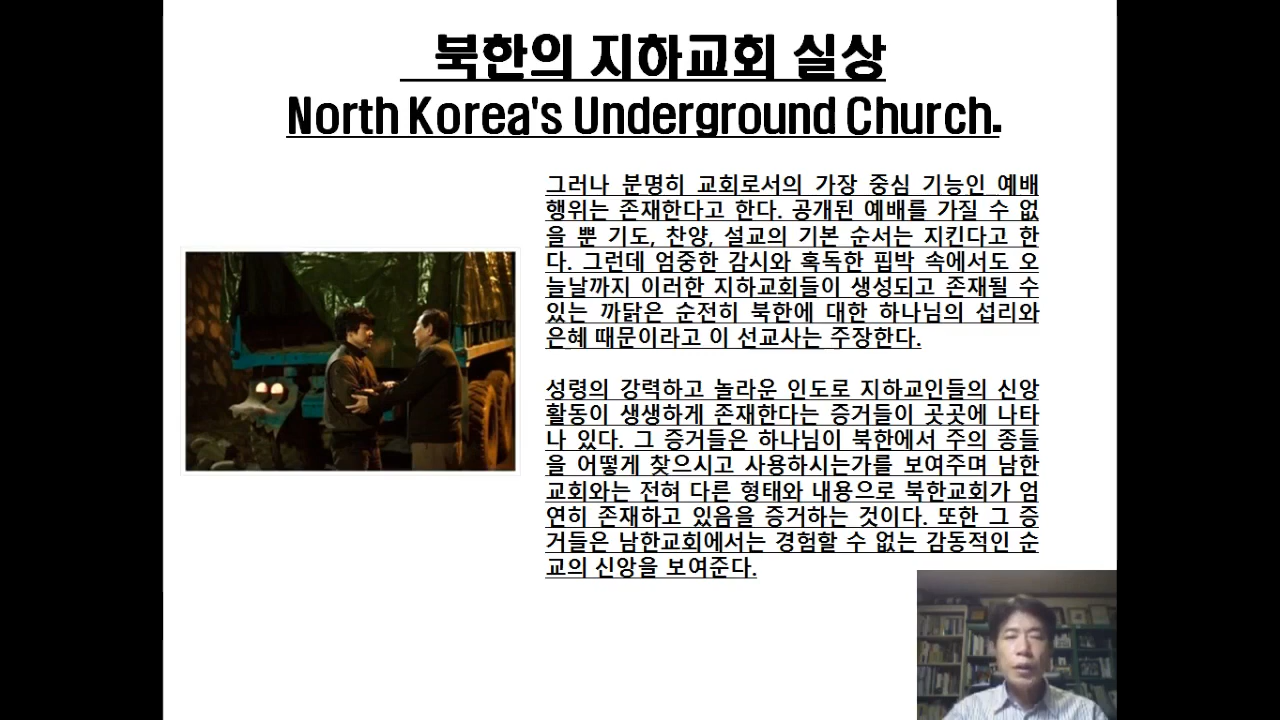 북한의 지하교회 실상
North Korea's Underground Church.
그러나 분명히 교회로서의 가장 중심 기능인 예배
행위는 존재한다고 한다. 공개된 예배를 가질 수 없
을 뿐 기도, 찬양, 설교의 기본 순서는 지킨다고 한
다. 그런데 엄중한 감시와 혹독한 핍박 속에서도 오
늘날까지 이러한 지하교회들이 생성되고 존재될 수
있는 까닭은 순전히 북한에 대한 하나님의 섭리와
은혜 때문이라고 이 선교사는 주장한다.
성령의 강력하고 놀라운 인도로 지하교인들의 신앙
활동이 생생하게 존재한다는 증거들이 곳곳에 나타
나 있다. 그 증거들은 하나님이 북한에서 주의 종들
을 어떻게 찾으시고 사용하시는가를 보여주며 남한
교회와는 전혀 다른 형태와 내용으로 북한교회가 엄
연히 존재하고 있음을 증거하는 것이다. 또한 그 증
거들은 남한교회에서는 경험할 수 없는 감동적인 순
교의 신앙을 보여준다.